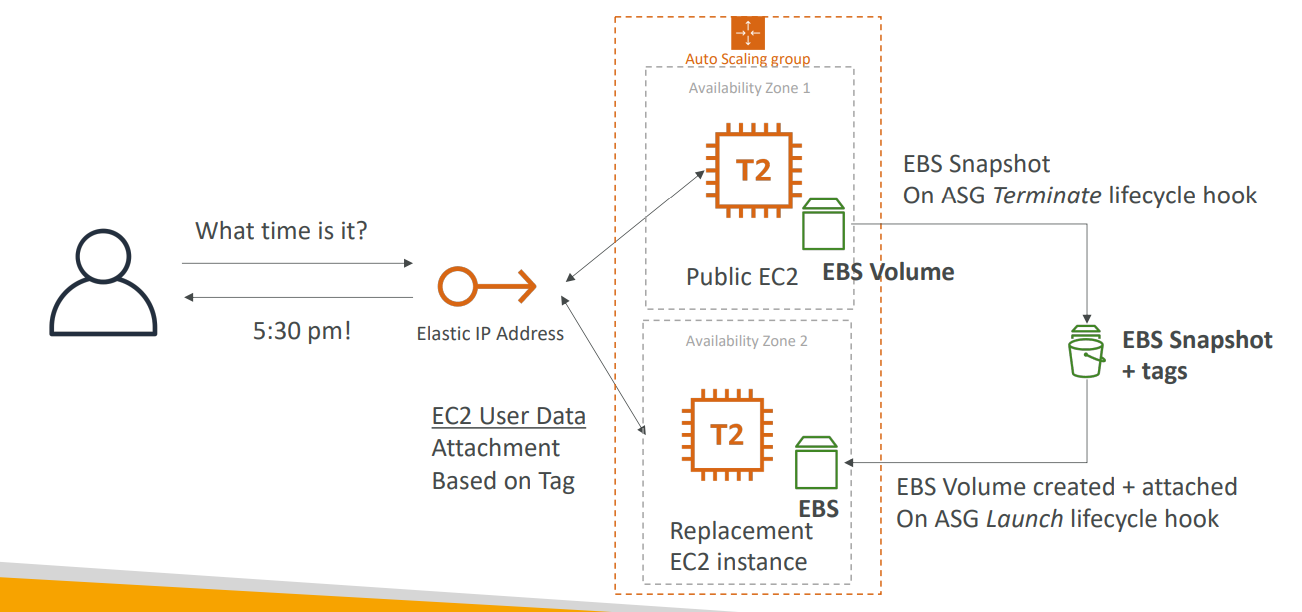 Auto Scaling group
Availability Zone 1
T2
Public EC2
EBS Volume
What time is it?
5:30 pm!
Elastic IP Address
EC2 User Data
Attachment
Based on Tag
Availability Zone 2
T2
EBS
Replacement
EC2 instance
EBS Snapshot
On ASG Terminate lifecycle hook
EBS Snapshot
+ tags
EBS Volume created + attached
On ASG Launch lifecycle hook